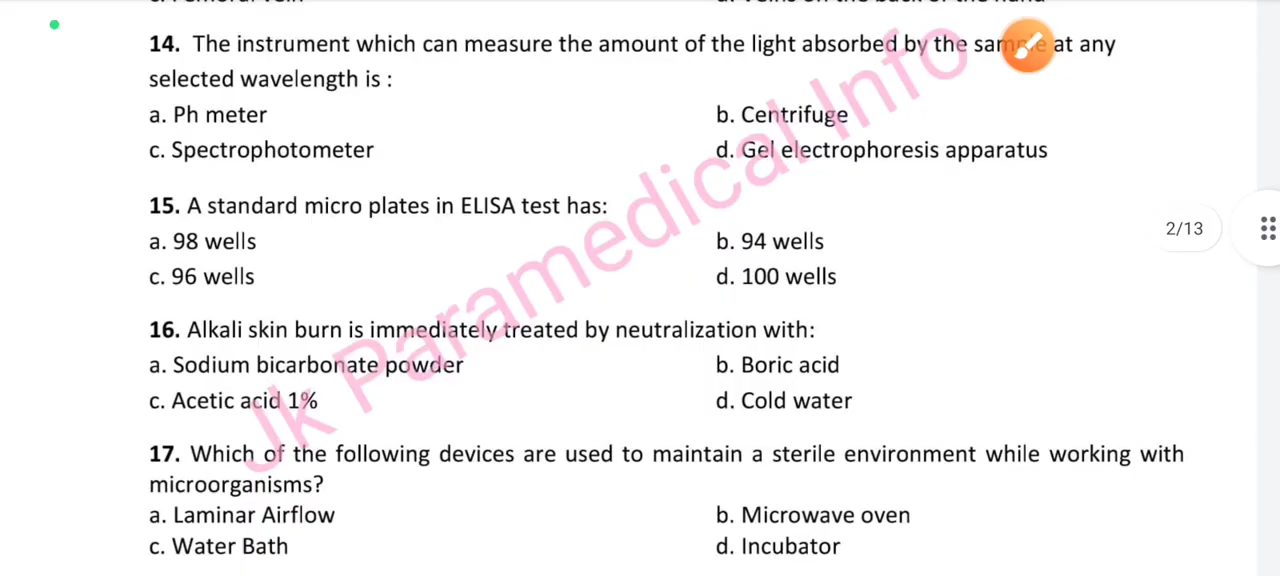 14. The instrument which can measure the amount of the light absorbed by the sample at any
selected wavelength is :
a. Ph meter b. Centrifuge
c. Spectrophotometer d. Gel electrophoresis apparatus
15. A standard micro plates in ELISA test has:
a. 98 wells b. 94 wells
2/13
c. 96 wells d. 100 wells
16. Alkali skin burn is immediately treated by neutralization with:
a. Sodium bicarbonate powder b. Boric acid
c. Acetic acid 1% d. Cold water
17. Which of the following devices are used to maintain a sterile environment while working with
microorganisms?
a. Laminar Airflow b. Microwave oven
c. Water Bath d. Incubator
Jk Paramedical Info